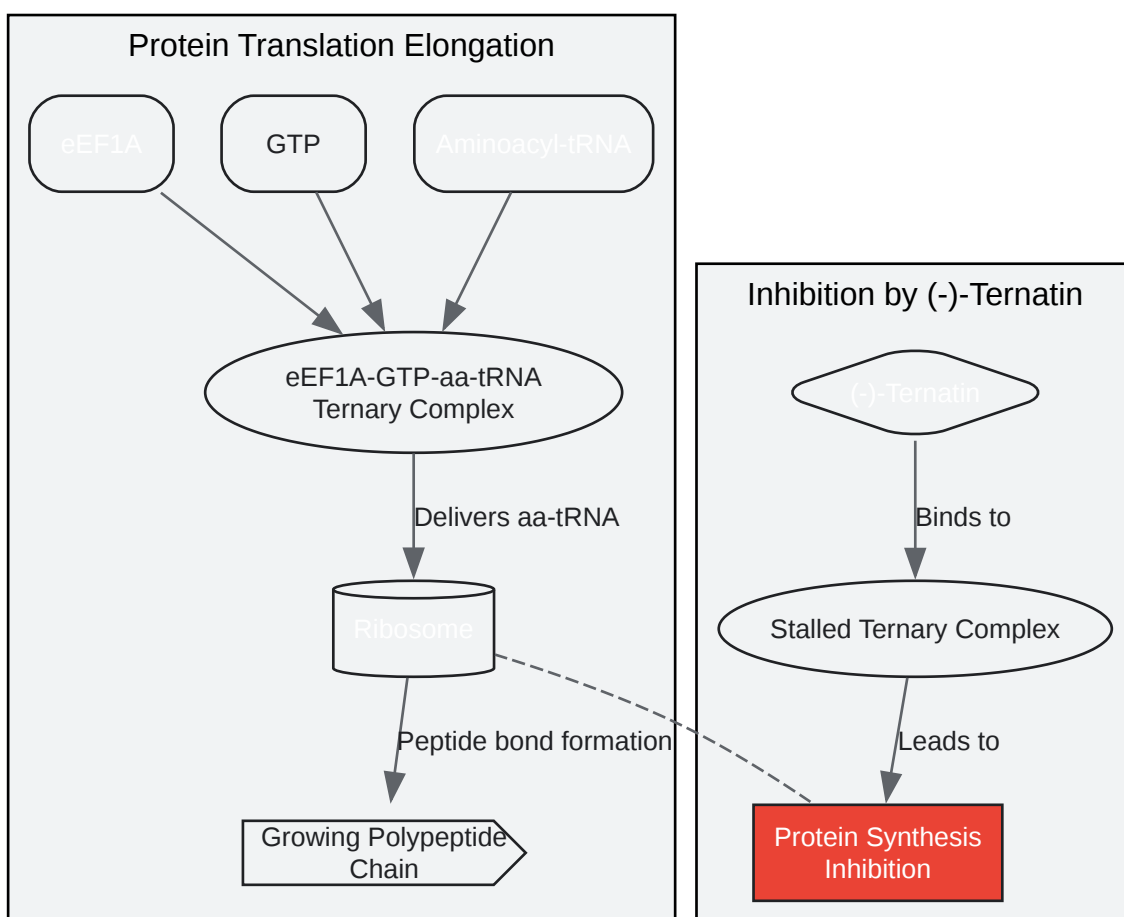 Protein Translation Elongation
eEF1A
GTP
Aminoacyl-tRNA
eEF1A-GTP-aa-tRNA
Ternary Complex
Delivers aa-tRNA
Ribosome
Peptide bond formation
Growing Polypeptide
Chain
Inhibition by (-)-Ternatin
(-)-Ternatin
Binds to
Stalled Ternary Complex
Leads to
Protein Synthesis
Inhibition